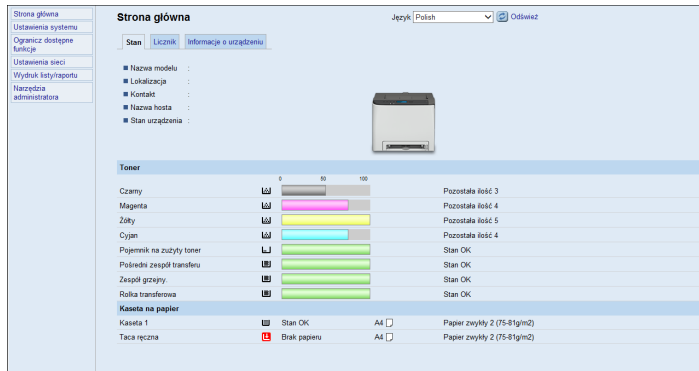 Strona główna
Ustawienia systemu
Ogranicz dostępne
funkcje
Ustawienia sieci
Wydruk listy/raportu
Narzędzia
administratora
Strona główna
Język Polish Odśwież
Stan Licznik Informacje o urządzeniu
Nazwa modelu :
Lokalizacja :
Kontakt :
Nazwa hosta :
Stan urządzenia :
Toner
0 50 100
Czarny Pozostała ilość 3
Magenta Pozostała ilość 4
Żółty Pozostała ilość 5
Cyjan Pozostała ilość 4
Pojemnik na zużyty toner Stan OK
Pośredni zespół transferu Stan OK
Zespół grzejny. Stan OK
Rolka transferowa Stan OK
Kaseta na papier
Kaseta 1 Stan OK A4 Papier zwykły 2 (75-81g/m2)
Taca ręczna Brak papieru A4 Papier zwykły 2 (75-81g/m2)